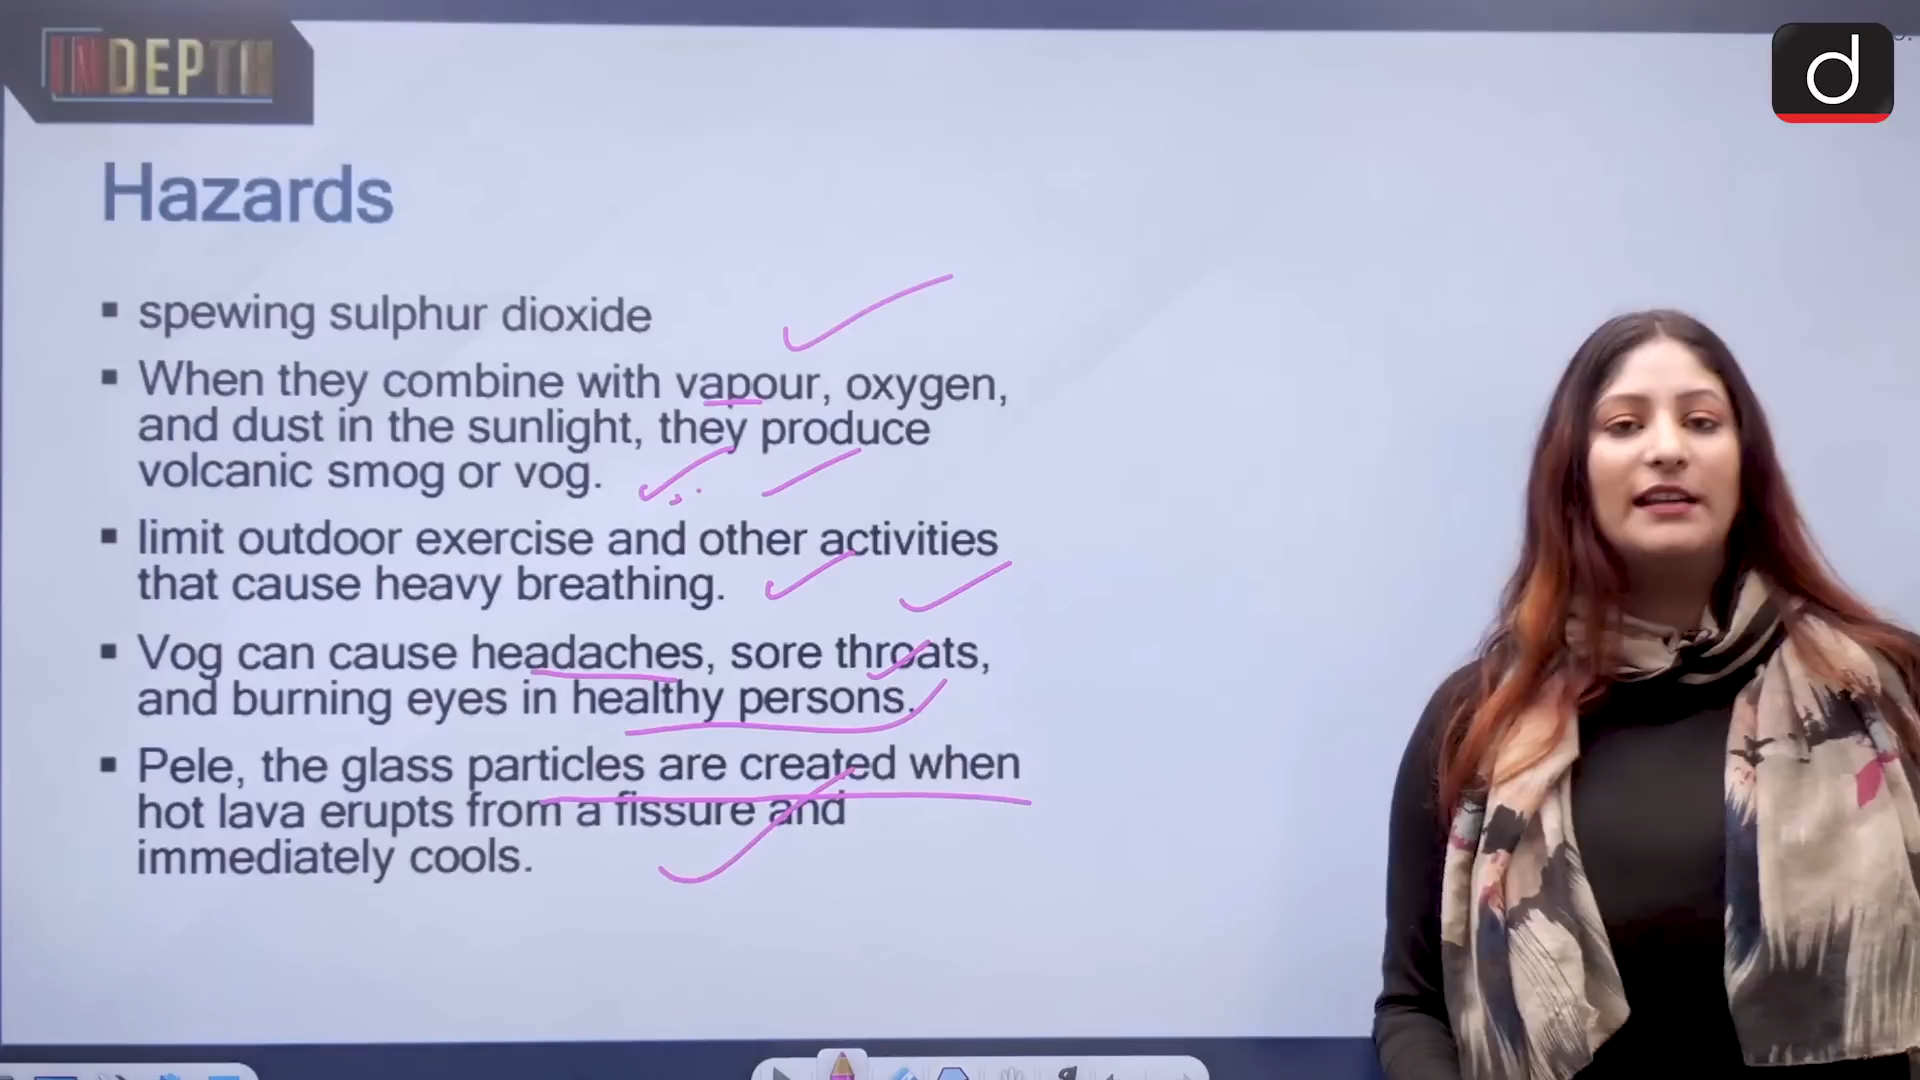 INDEPTH
d
Hazards
▪ spewing sulphur dioxide
▪ When they combine with vapour, oxygen,
and dust in the sunlight, they produce
volcanic smog or vog.
▪ limit outdoor exercise and other activities
that cause heavy breathing.
▪ Vog can cause headaches, sore throats,
and burning eyes in healthy persons.
▪ Pele, the glass particles are created when
hot lava erupts from a fissure and
immediately cools.